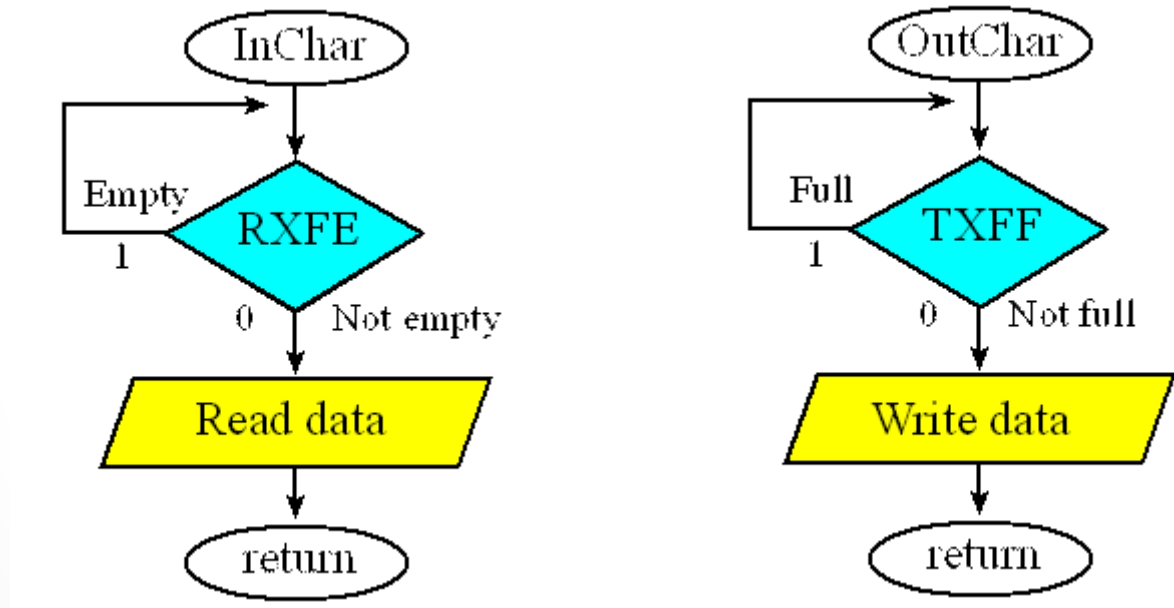 InChar
Empty
RXFE
1
0
Not empty
Read data
return
OutChar
Full
TXFF
1
0
Not full
Write data
return